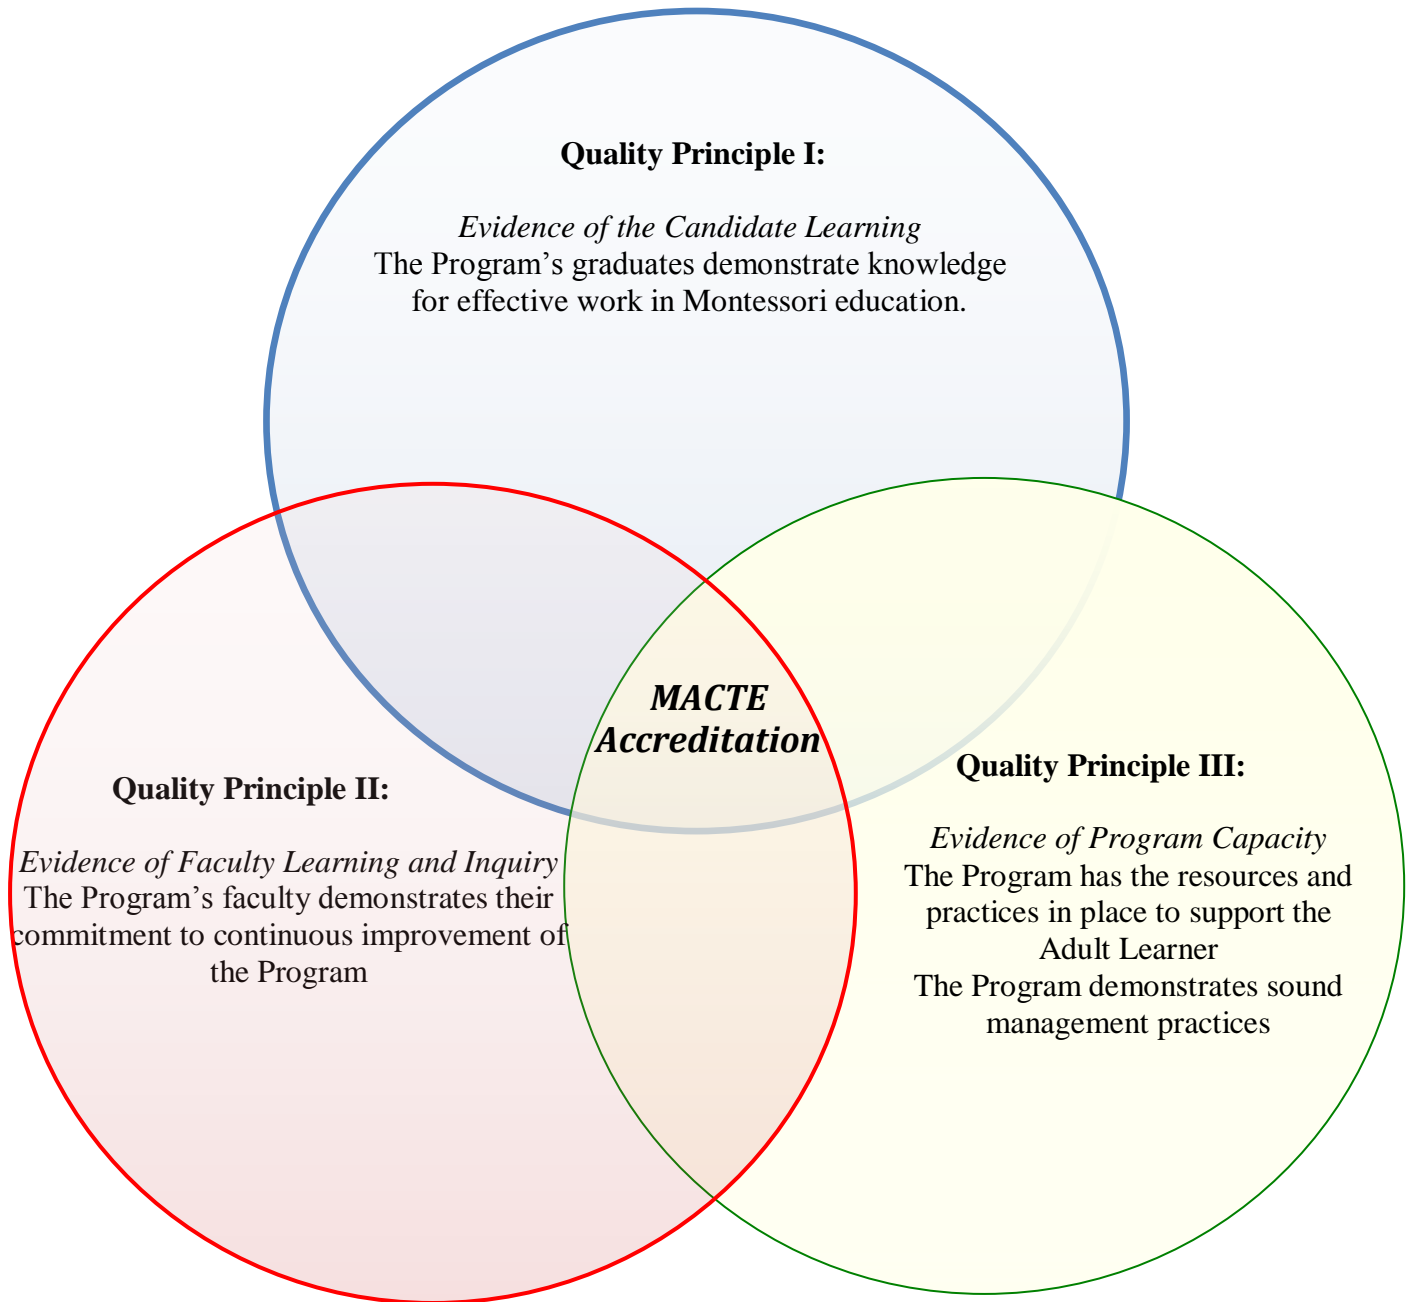 Quality Principle I:
Evidence of the Candidate Learning
The Program’s graduates demonstrate knowledge
for effective work in Montessori education.
MACTE
Accreditation
Quality Principle II:
Evidence of Faculty Learning and Inquiry
The Program’s faculty demonstrates their
commitment to continuous improvement of
the Program
Quality Principle III:
Evidence of Program Capacity
The Program has the resources and
practices in place to support the
Adult Learner
The Program demonstrates sound
management practices